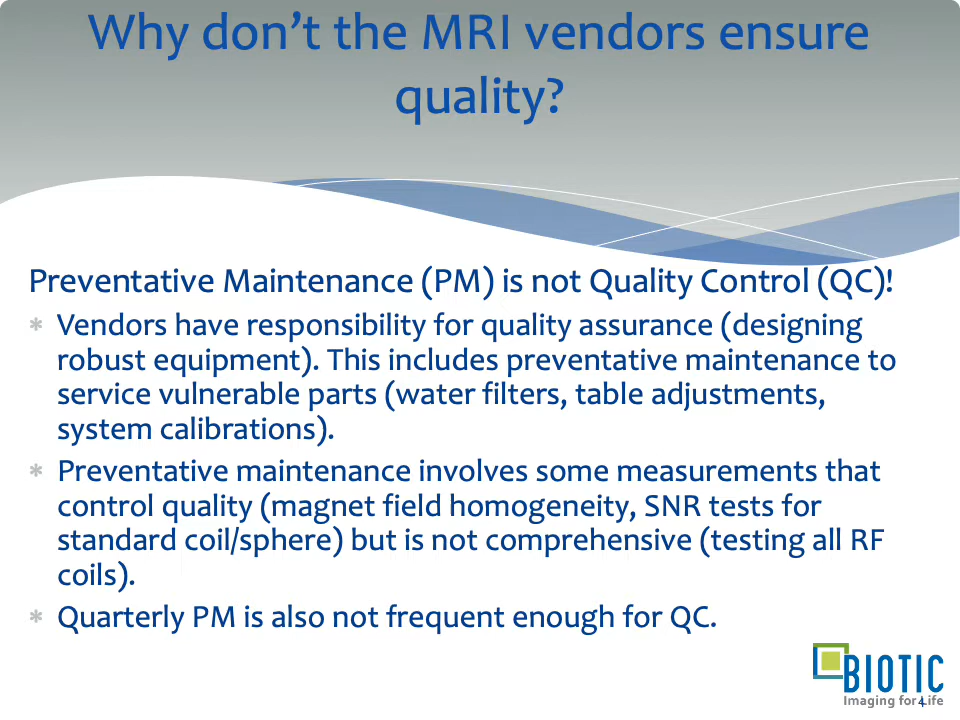 Why don’t the MRI vendors ensure
quality?
Preventative Maintenance (PM) is not Quality Control (QC)!
* Vendors have responsibility for quality assurance (designing
robust equipment). This includes preventative maintenance to
service vulnerable parts (water filters, table adjustments,
system calibrations).
* Preventative maintenance involves some measurements that
control quality (magnet field homogeneity, SNR tests for
standard coil/sphere) but is not comprehensive (testing all RF
coils).
* Quarterly PM is also not frequent enough for QC.
BIOTIC
Imaging for Life
4